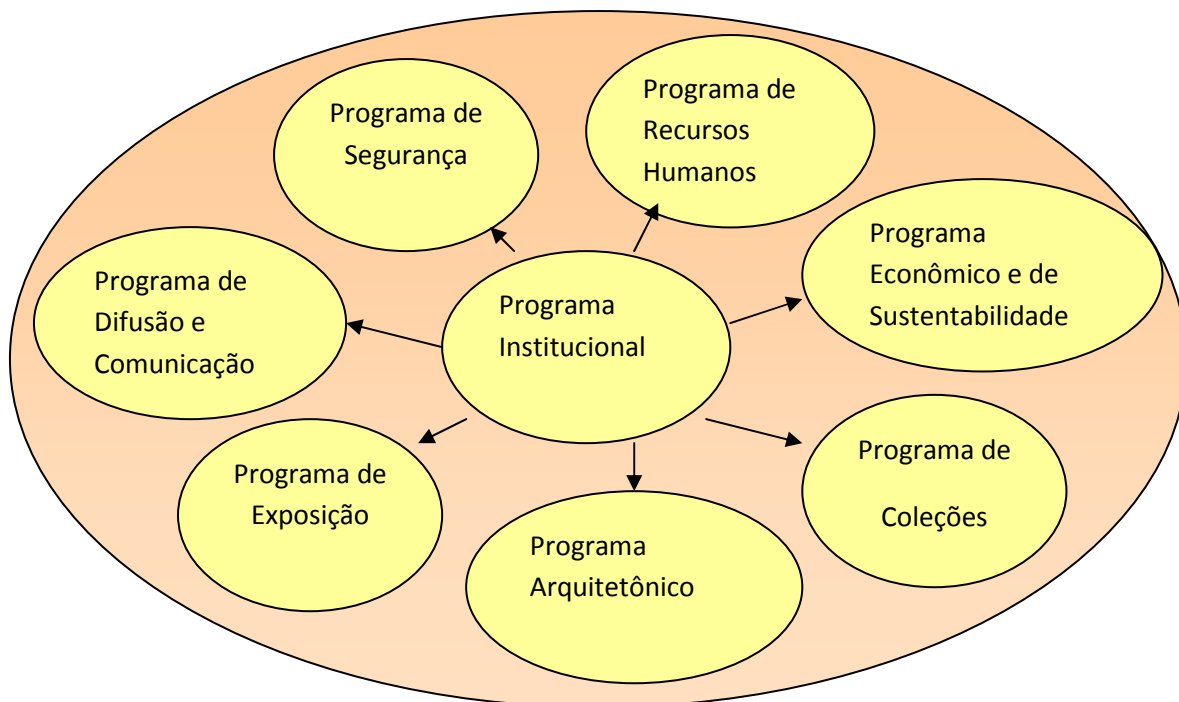 Programa de
Segurança
Programa de
Recursos
Humanos
Programa
Econômico e de
Sustentabilidade
Programa de
Difusão e
Comunicação
Programa
Institucional
Programa de
Exposição
Programa
Arquitetônico
Programa de
Coleções